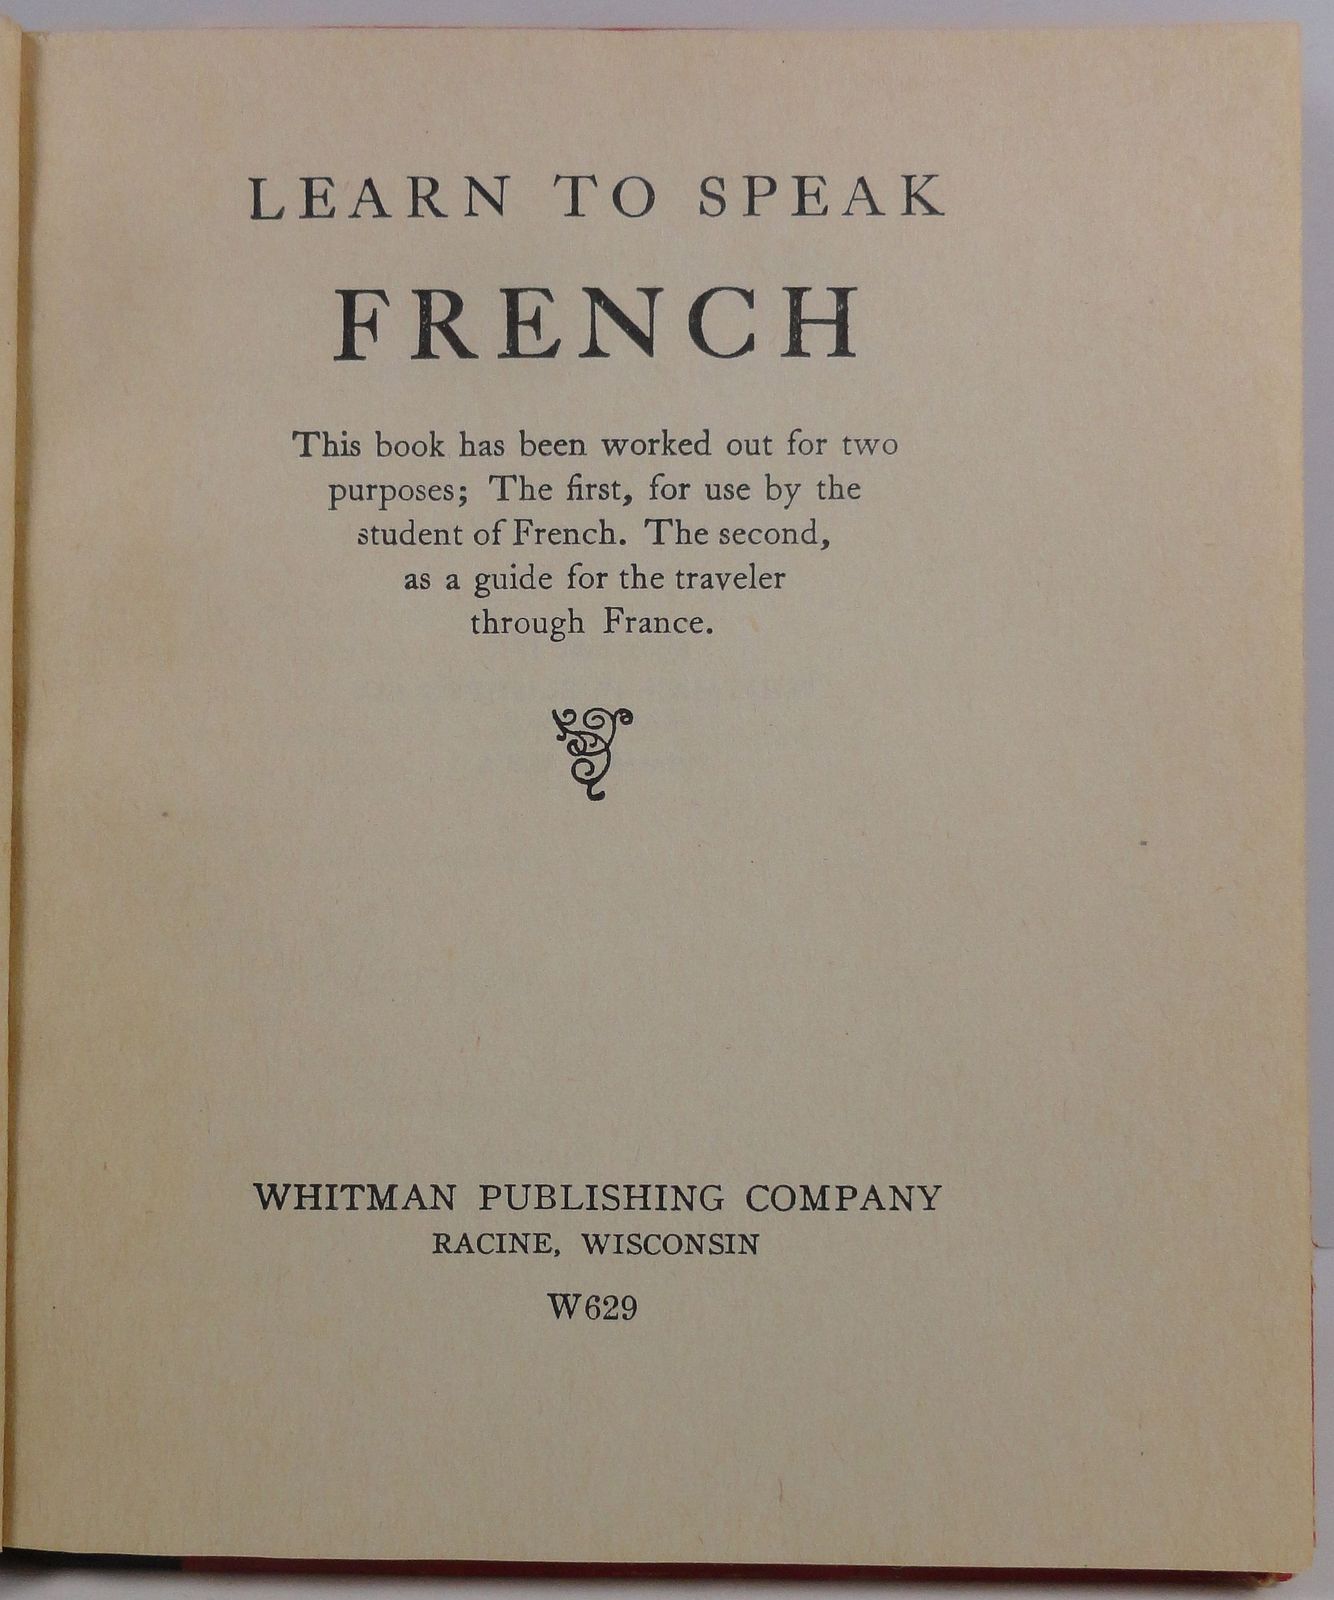 LEARN TO SPEAK
FRENCH
This book has been worked out for two
purposes; The first, for use by the
student of French. The second,
as a guide for the traveler
through France.
WHITMAN PUBLISHING COMPANY
RACINE, WISCONSIN
W629